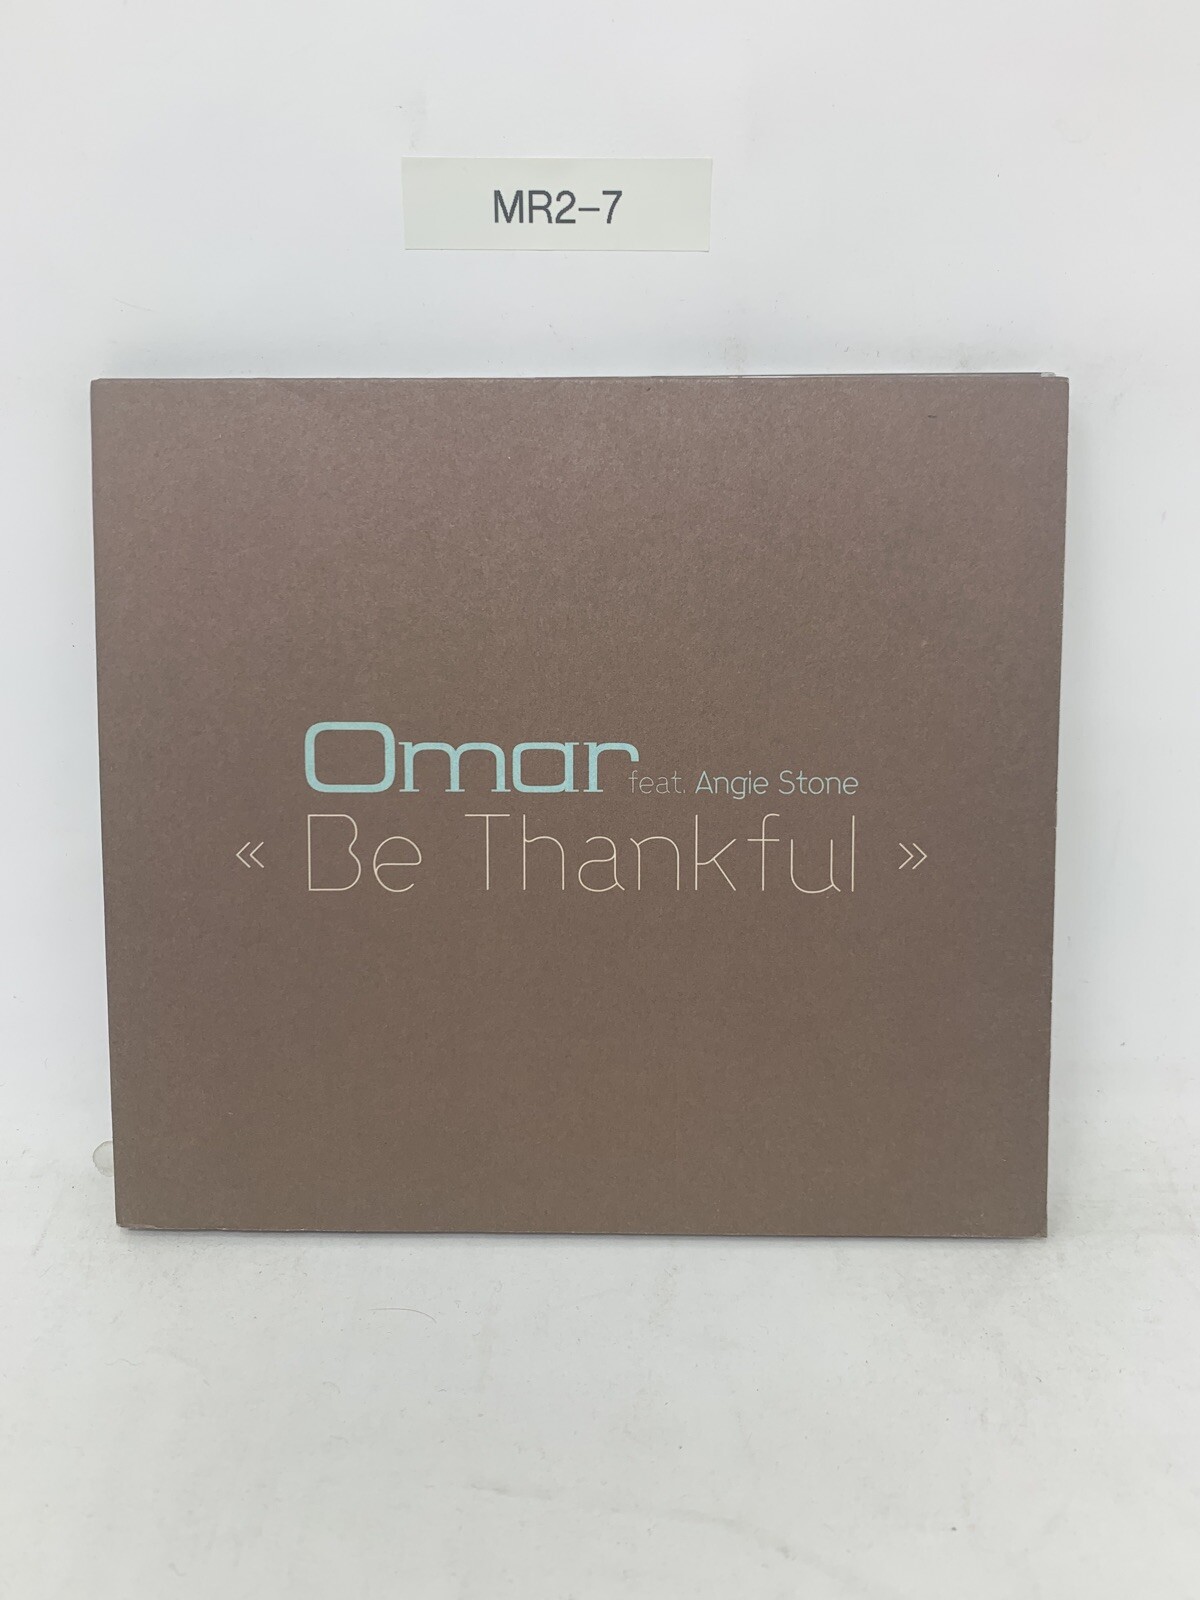 MR2-7
Omar feat. Angie Stone
« Be Thankful »